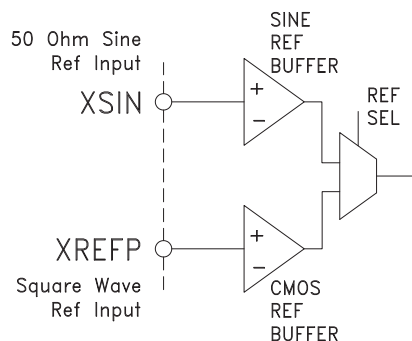 50 Ohm Sine
Ref Input
XSIN
SINE
REF
BUFFER
+
−
REF
SEL
XREFP
Square Wave
Ref Input
+
−
CMOS
REF
BUFFER